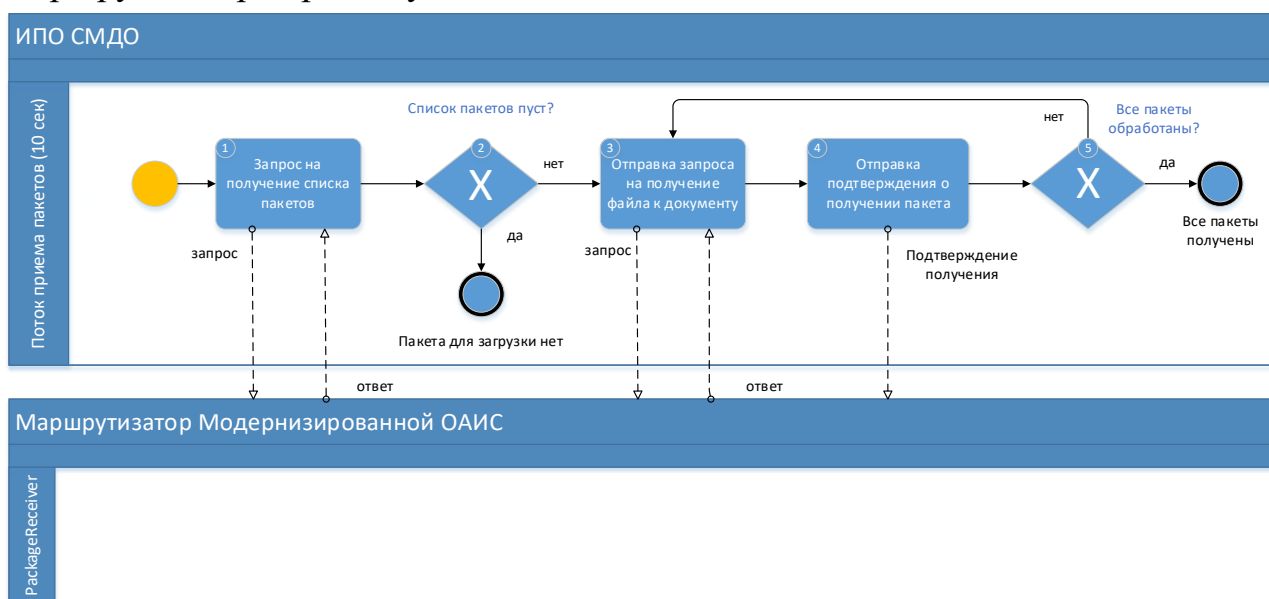 ИПО СМДО
Поток приема пакетов (10 сек)
Список пакетов пуст?
нет
Все пакеты
обработаны?
1
Запрос на
получение списка
пакетов
2
X
нет
3
Отправка запроса
на получение
файла к документу
4
Отправка
подтверждения о
получении пакета
5
X
да
Все пакеты
получены
запрос
да
запрос
Подтверждение
получения
Пакета для загрузки нет
ответ
ответ
Маршрутизатор Модернизированной ОАИС
PackageReceiver